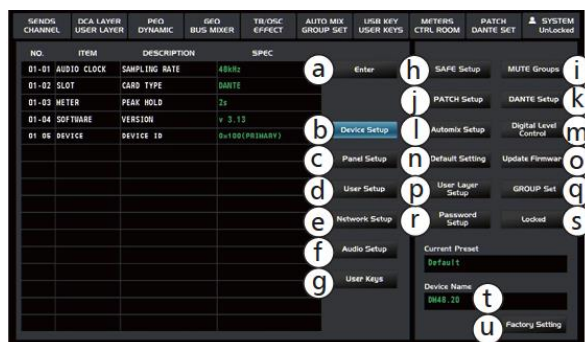 SENDS DCA LAYER PEQ GEQ TB/OSC AUTO MIX USB KEY METERS PATCH SYSTEM
CHANNEL USER LAYER DYNAMIC BUS MIXER EFFECT GROUP SET USER KEYS CTRL ROOM DANTE SET UnLocked
NO. ITEM DESCRIPTION SPEC
01-01 AUDIO CLOCK SAMPLING RATE 48kHz
01-02 SLOT CARD TYPE DANTE
01-03 METER PEAK HOLD 2s
01-04 SOFTWARE VERSION v 3.13
01 05 DEVICE DEVICE ID 0x100(PRIMARY)
a Enter
b Device Setup
c Panel Setup
d User Setup
e Network Setup
f Audio Setup
g User Keys
h SAFE Setup
MUTE Groups i
j PATCH Setup
DANTE Setup k
l Automix Setup
Digital Level
Control m
n Default Setting
Update Firmwar o
p User Layer
Setup
GROUP Set q
r Password
Setup
Locked s
Current Preset
Default
Device Name
DM48.20 t
u Factory Setting